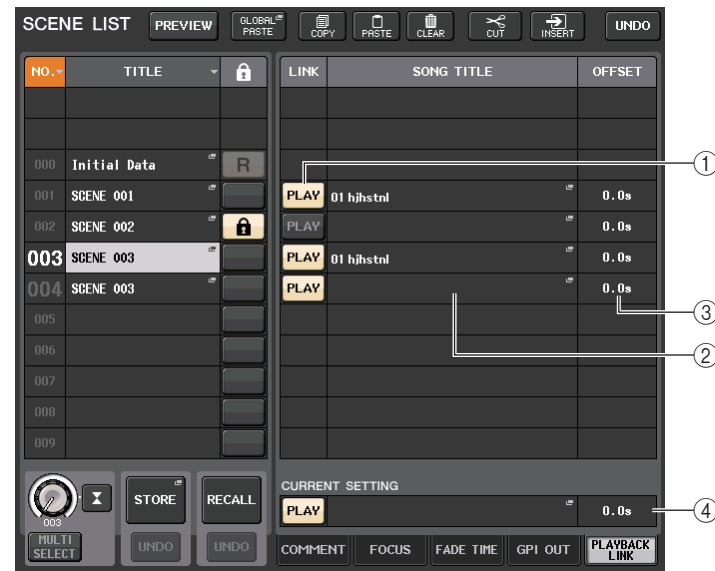 SCENE LIST PREVIEW GLOBAL PASTE COPY PASTE CLEAR CUT INSERT UNDO
NO. TITLE LINK SONG TITLE OFFSET
000 Initial Data R
001 SCENE 001 PLAY 01 hjhstnl 0.0s
002 SCENE 002 PLAY 0.0s
003 SCENE 003 PLAY 01 hjhstnl 0.0s
004 SCENE 003 PLAY 0.0s
005
006
007
008
009
1
3
2
003 STORE RECALL
MULTI SELECT UNDO UNDO
CURRENT SETTING
PLAY 0.0s
4
COMMENT FOCUS FADE TIME GPI OUT PLAYBACK LINK